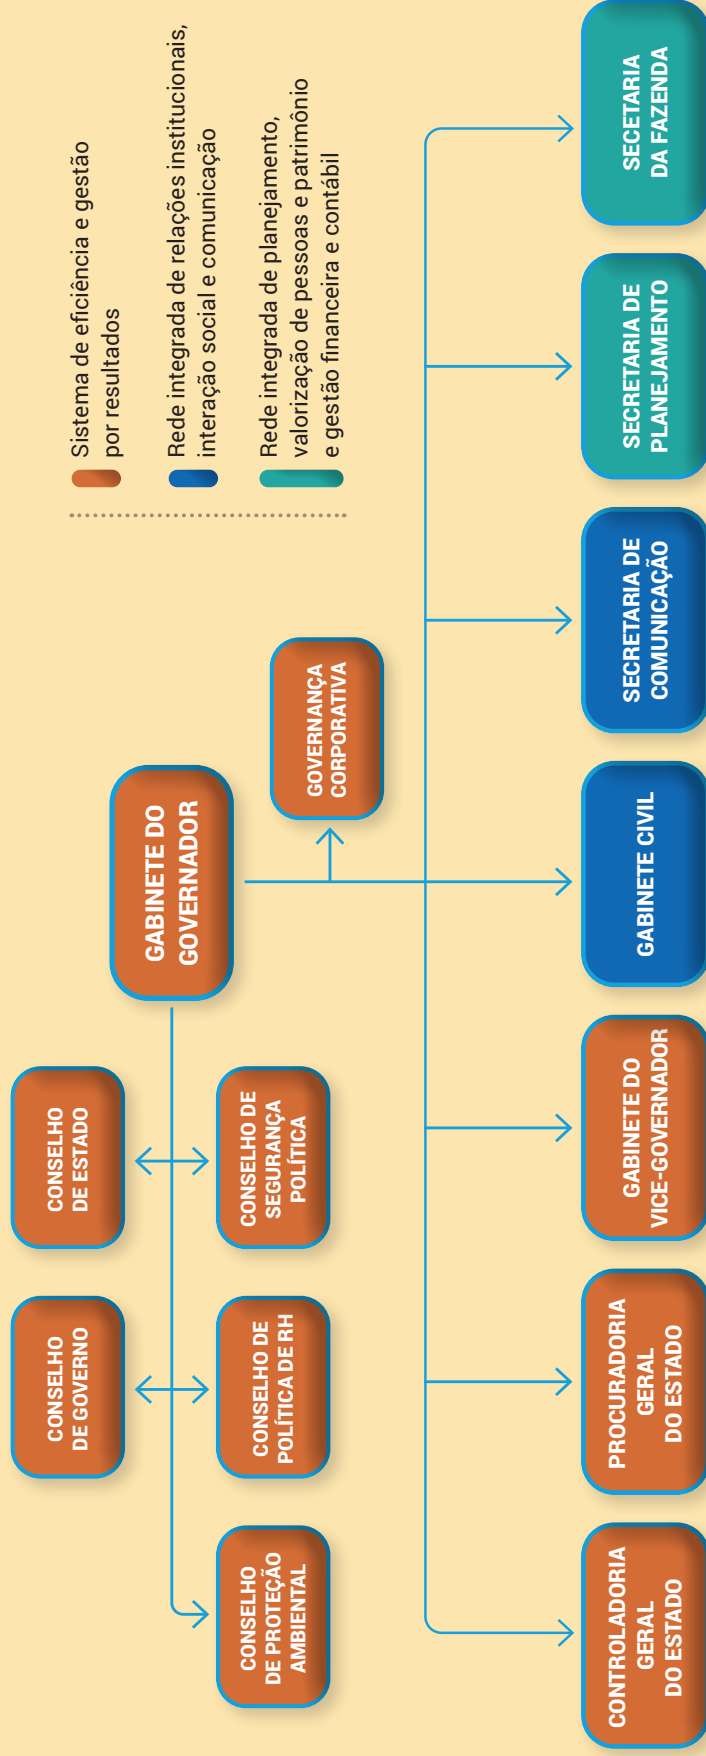 Sistema de eficiência e gestão
por resultados
Rede integrada de relações institucionais,
interação social e comunicação
Rede integrada de planejamento,
valorização de pessoas e patrimônio
e gestão financeira e contábil
CONSELHO
DE GOVERNO
CONSELHO
DE ESTADO
GABINETE DO
GOVERNADOR
CONSELHO
DE PROTEÇÃO
AMBIENTAL
CONSELHO DE
POLÍTICA DE RH
CONSELHO DE
SEGURANÇA
POLÍTICA
GOVERNANÇA
CORPORATIVA
CONTROLADORIA
GERAL
DO ESTADO
PROCURADORIA
GERAL
DO ESTADO
GABINETE DO
VICE-GOVERNADOR
GABINETE CIVIL
SECRETARIA DE
COMUNICAÇÃO
SECRETARIA DE
PLANEJAMENTO
SECETARIA
DA FAZENDA